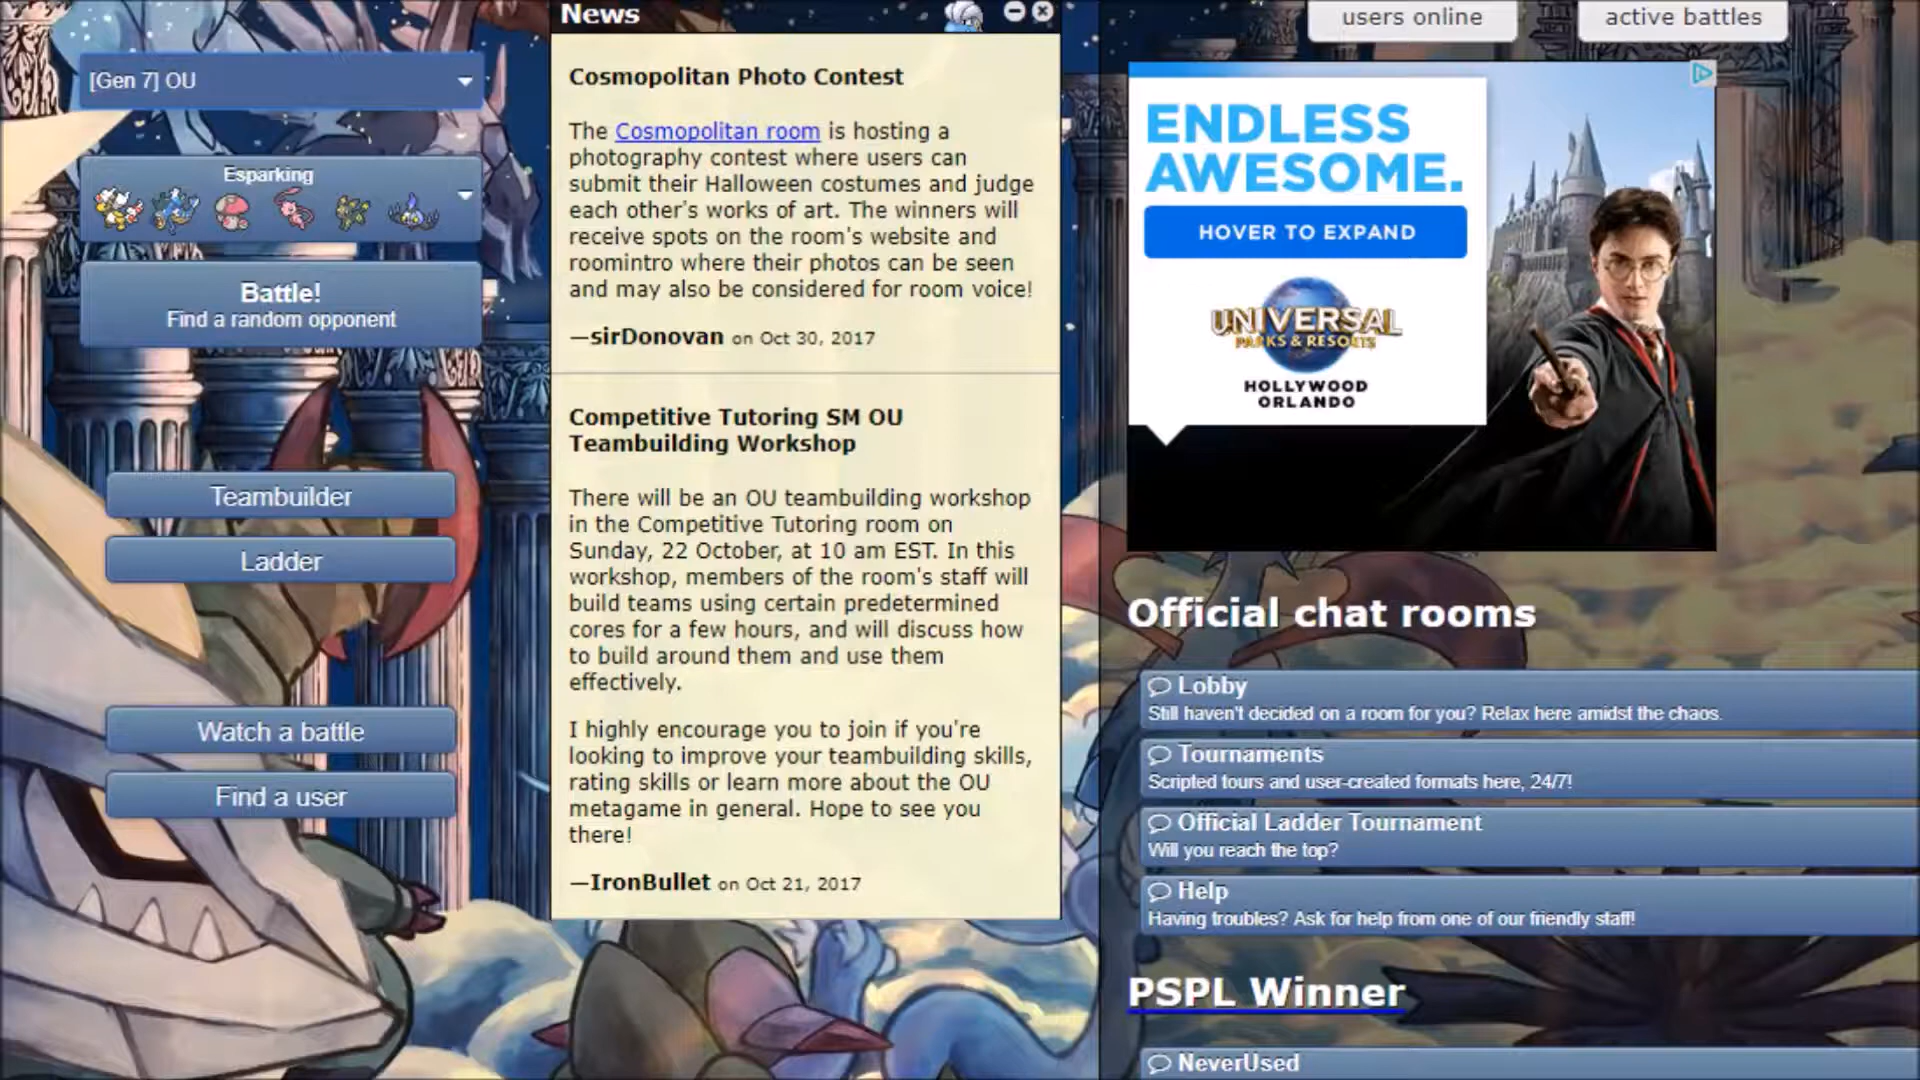 [Gen 7] OU
Esparking
Battle!
Find a random opponent
Teambuilder
Ladder
Watch a battle
Find a user
News
Cosmopolitan Photo Contest
The Cosmopolitan room is hosting a
photography contest where users can
submit their Halloween costumes and judge
each other's works of art. The winners will
receive spots on the room's website and
roomintro where their photos can be seen
and may also be considered for room voice!
—sirDonovan on Oct 30, 2017
Competitive Tutoring SM OU
Teambuilding Workshop
There will be an OU teambuilding workshop
in the Competitive Tutoring room on
Sunday, 22 October, at 10 am EST. In this
workshop, members of the room's staff will
build teams using certain predetermined
cores for a few hours, and will discuss how
to build around them and use them
effectively.
I highly encourage you to join if you're
looking to improve your teambuilding skills,
rating skills or learn more about the OU
metagame in general. Hope to see you
there!
—IronBullet on Oct 21, 2017
users online
active battles
ENDLESS
AWESOME.
HOVER TO EXPAND
UNIVERSAL
PARKS & RESORTS
HOLLYWOOD
ORLANDO
Official chat rooms
Lobby
Still haven't decided on a room for you? Relax here amidst the chaos.
Tournaments
Scripted tours and user-created formats here, 24/7!
Official Ladder Tournament
Will you reach the top?
Help
Having troubles? Ask for help from one of our friendly staff!
PSPL Winner
NeverUsed